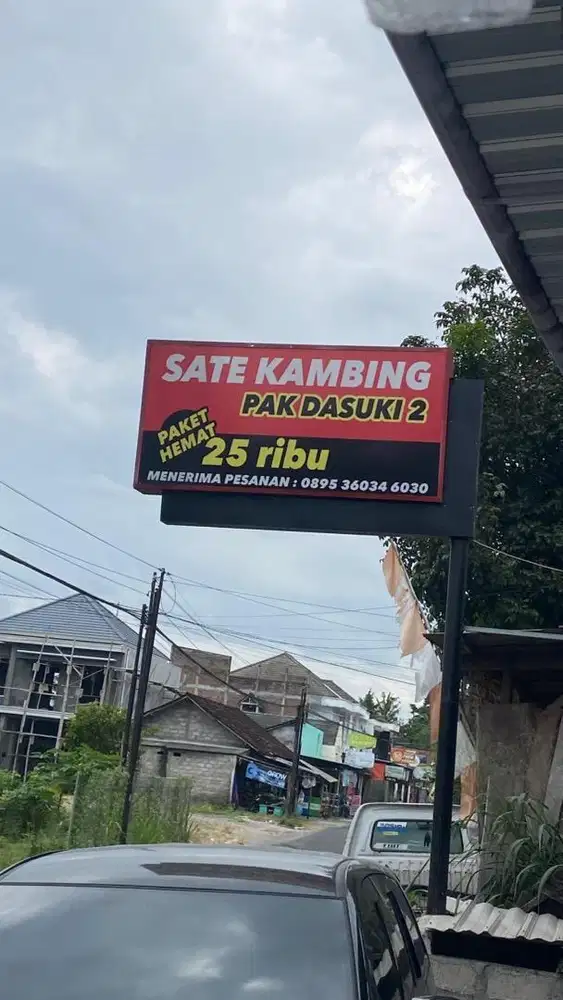 SATE KAMBING
PAK DASUKI 2
PAKET
HEMAT
25 ribu
MENERIMA PESANAN : 0895 36034 6030